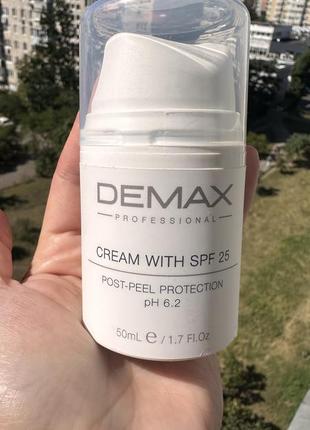 DEMAX
PROFESSIONAL
CREAM WITH SPF 25
POST-PEEL PROTECTION
pH 6.2
50mL ℮ / 1.7 Fl.Oz